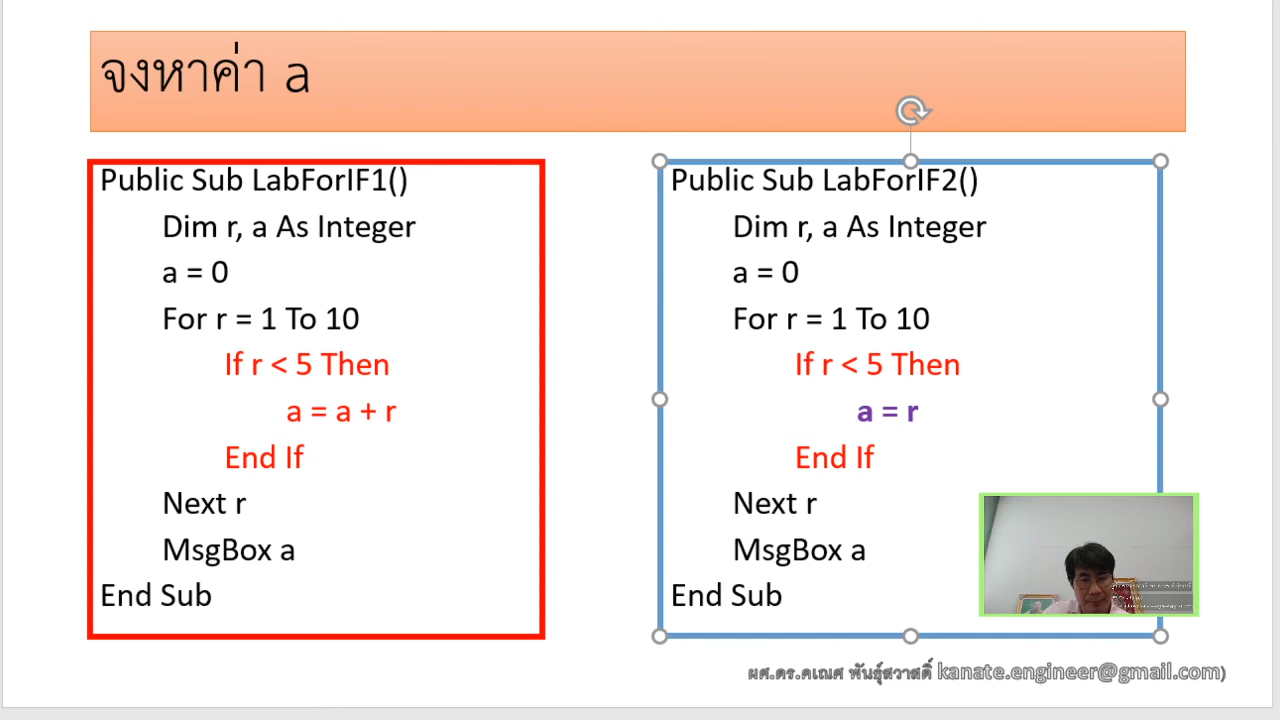 จงหาค่า a
Public Sub LabForIF1()
Dim r, a As Integer
a = 0
For r = 1 To 10
If r < 5 Then
a = a + r
End If
Next r
MsgBox a
End Sub
Public Sub LabForIF2()
Dim r, a As Integer
a = 0
For r = 1 To 10
If r < 5 Then
a = r
End If
Next r
MsgBox a
End Sub
ผศ.ดร.คเณศ พันธุ์สวาสดิ์ kanate.engineer@gmail.com)